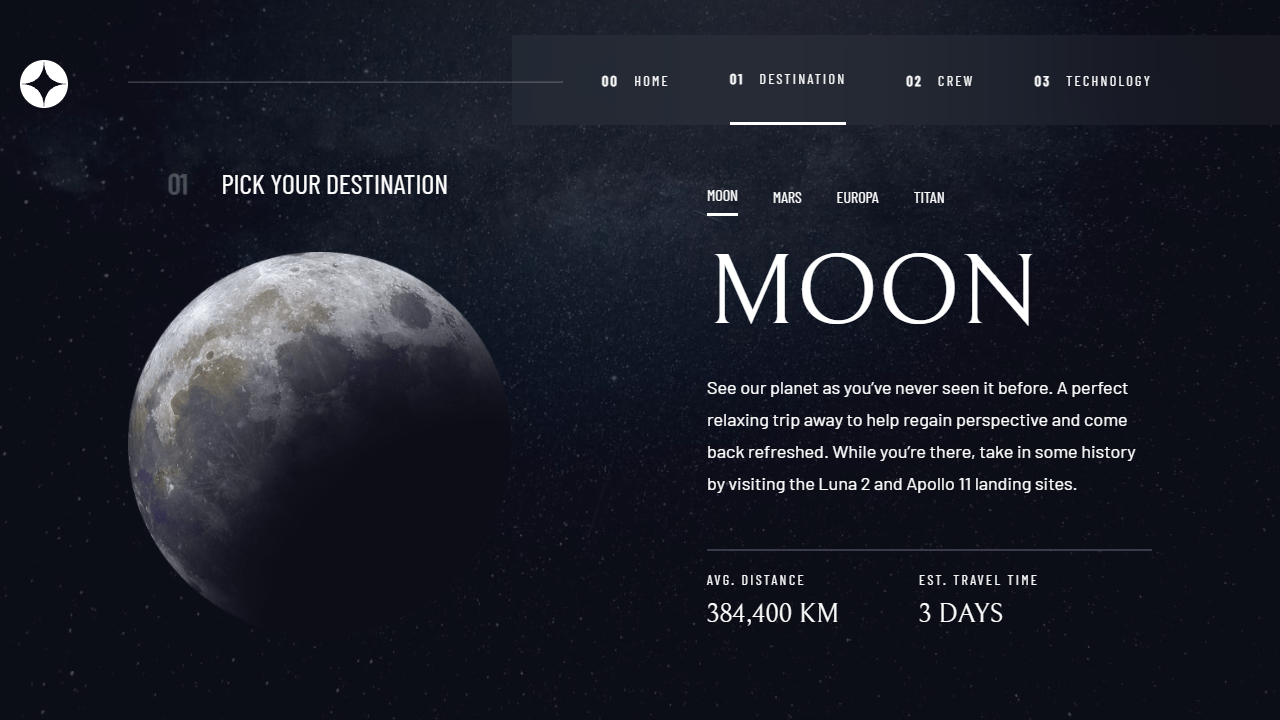 00 HOME
01 DESTINATION
02 CREW
03 TECHNOLOGY
01 PICK YOUR DESTINATION
MOON
MARS
EUROPA
TITAN
MOON
See our planet as you’ve never seen it before. A perfect
relaxing trip away to help regain perspective and come
back refreshed. While you’re there, take in some history
by visiting the Luna 2 and Apollo 11 landing sites.
AVG. DISTANCE
384,400 KM
EST. TRAVEL TIME
3 DAYS